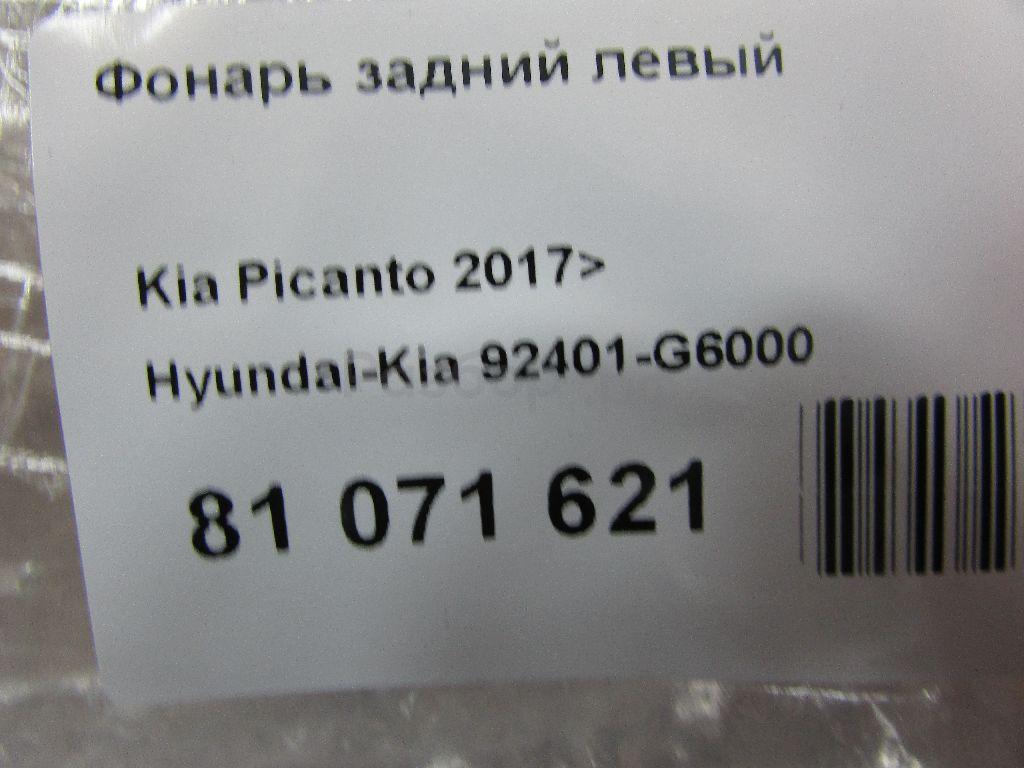 Фонарь задний левый
Kia Picanto 2017>
Hyundai-Kia 92401-G6000
81 071 621